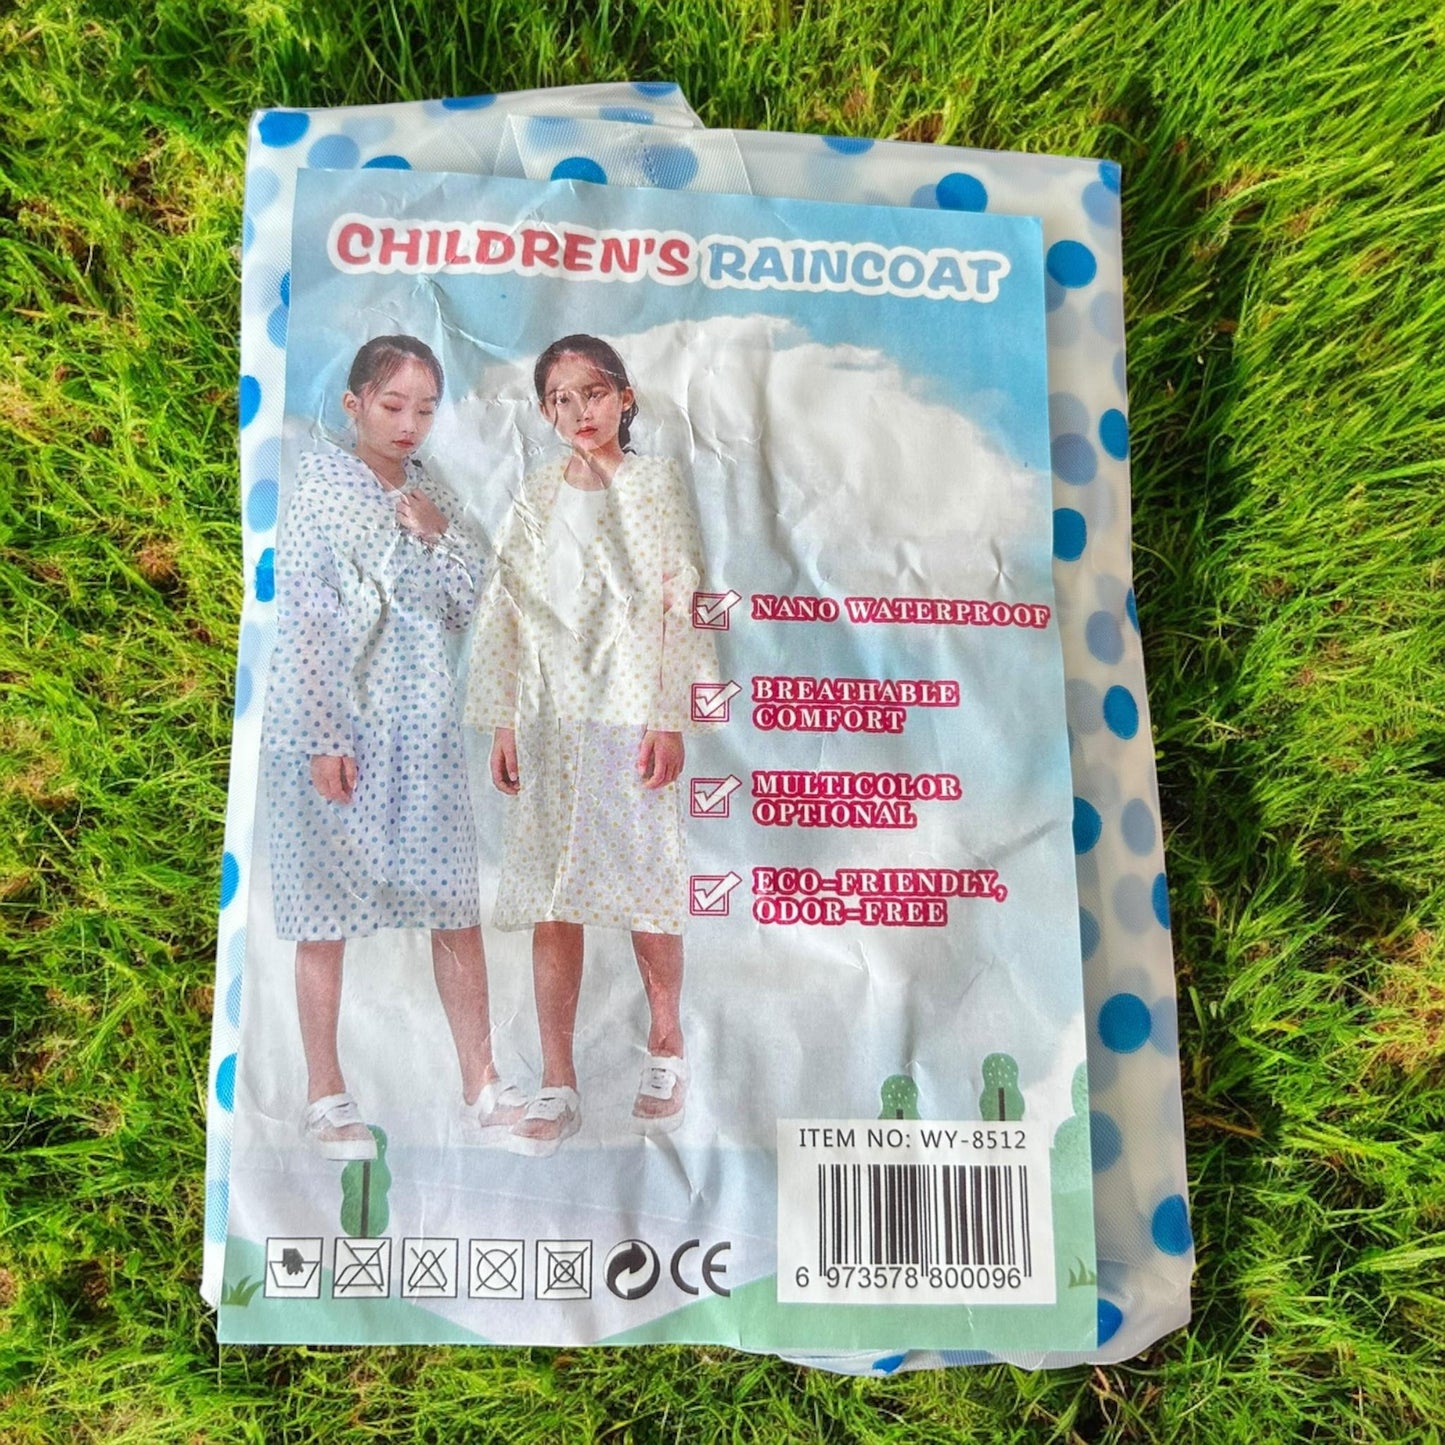 CHILDREN'S RAINCOAT
NANO WATERPROOF
BREATHABLE
COMFORT
MULTICOLOR
OPTIONAL
ECO-FRIENDLY,
ODOR-FREE
ITEM NO: WY-8512
6 973578 800096
CE